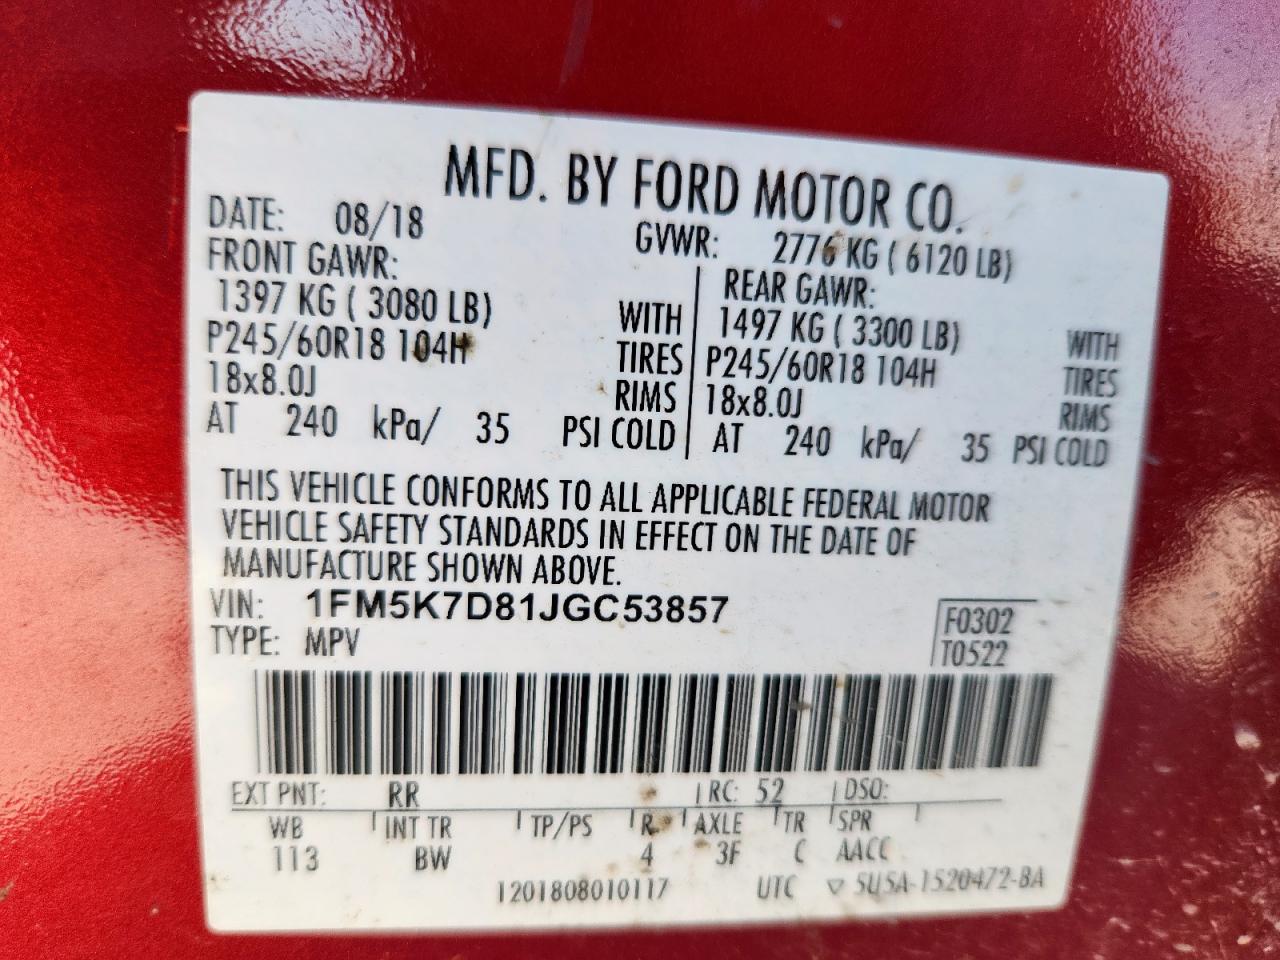 MFD. BY FORD MOTOR CO.
DATE: 08/18 GVWR: 2776 KG ( 6120 LB)
FRONT GAWR: REAR GAWR:
1397 KG ( 3080 LB) WITH 1497 KG ( 3300 LB) WITH
P245/60R18 104H TIRES P245/60R18 104H TIRES
18x8.0J RIMS 18x8.0J RIMS
AT 240 kPa/ 35 PSI COLD AT 240 kPa/ 35 PSI COLD
THIS VEHICLE CONFORMS TO ALL APPLICABLE FEDERAL MOTOR
VEHICLE SAFETY STANDARDS IN EFFECT ON THE DATE OF
MANUFACTURE SHOWN ABOVE.
VIN: 1FM5K7D81JGC53857 F0302
TYPE: MPV T0522
EXT PNT: RR RC: 52 DSO:
WB INT TR TP/PS R AXLE TR SPR
113 BW 4 3F C AACC
1201808010117 UTC ▽ 5U5A-1520472-BA